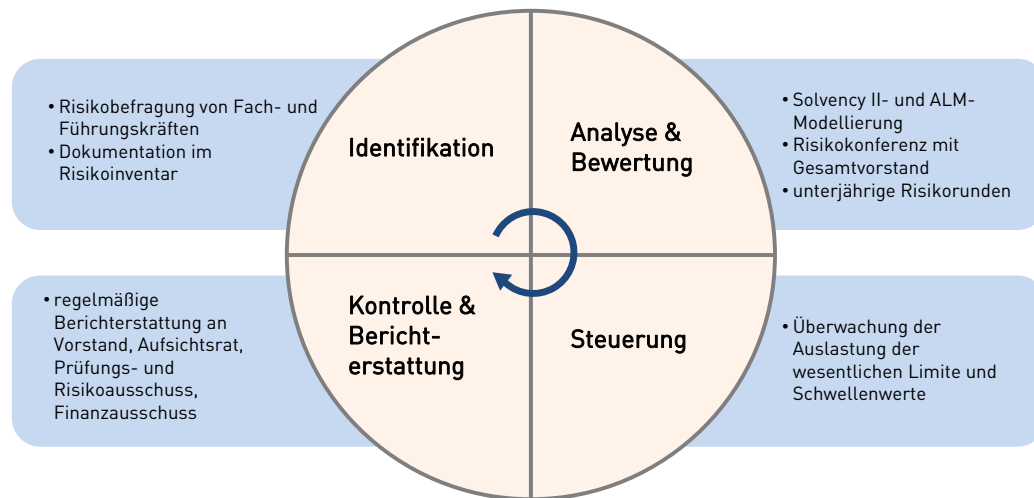 • Risikobefragung von Fach- und
Führungskräften
• Dokumentation im
Risikoinventar
Identifikation
Analyse &
Bewertung
• Solvency II- und ALM-
Modellierung
• Risikokonferenz mit
Gesamtvorstand
• unterjährige Risikorunden
• regelmäßige
Berichterstattung an
Vorstand, Aufsichtsrat,
Prüfungs- und
Risikoausschuss,
Finanzausschuss
Kontrolle &
Bericht-
erstattung
Steuerung
• Überwachung der
Auslastung der
wesentlichen Limite und
Schwellenwerte